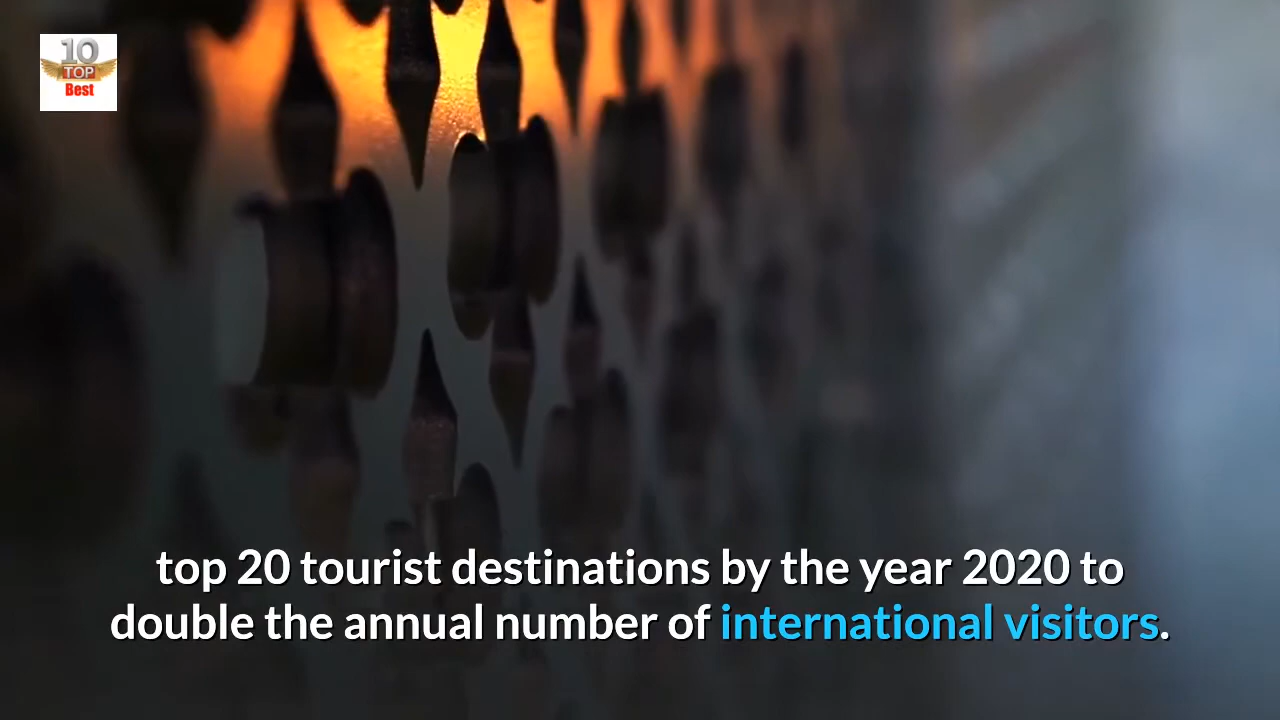 10
TOP
Best
top 20 tourist destinations by the year 2020 to
double the annual number of international visitors.